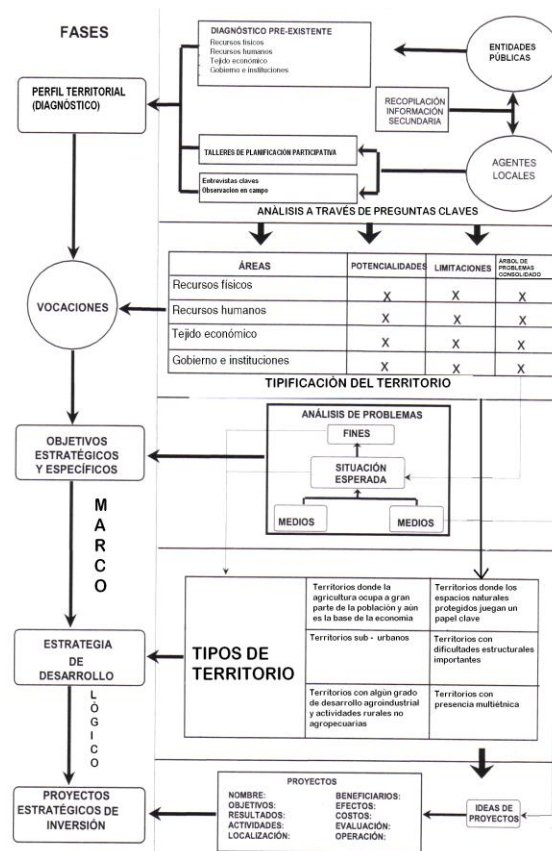 FASES
DIAGNÓSTICO PRE-EXISTENTE
Recursos físicos
Recursos humanos
Tejido económico
Gobierno e instituciones
ENTIDADES
PÚBLICAS
PERFIL TERRITORIAL
(DIAGNÓSTICO)
RECOPILACIÓN
INFORMACIÓN
SECUNDARIA
TALLERES DE PLANIFICACIÓN PARTICIPATIVA
AGENTES
LOCALES
Entrevistas claves
Observación en campo
ANÀLISIS A TRAVÉS DE PREGUNTAS CLAVES
ÁREAS
POTENCIALIDADES
LIMITACIONES
ÁRBOL DE
PROBLEMAS
CONSOLIDADO
Recursos físicos
X X X
Recursos humanos
X X X
Tejido económico
X X X
Gobierno e instituciones
X X X
VOCACIONES
TIPIFICACIÓN DEL TERRITORIO
ANÁLISIS DE PROBLEMAS
FINES
SITUACIÓN
ESPERADA
MEDIOS
MEDIOS
OBJETIVOS
ESTRATÉGICOS
Y ESPECÍFICOS
MARCO
TIPOS DE
TERRITORIO
Territorios donde la
agricultura ocupa a gran
parte de la población y aún
es la base de la economía
Territorios donde los
espacios naturales
protegidos juegan un
papel clave
Territorios sub - urbanos
Territorios con
dificultades estructurales
importantes
Territorios con algún grado
de desarrollo agroindustrial
y actividades rurales no
agropecuarias
Territorios con
presencia multiétnica
ESTRATEGIA
DE
DESARROLLO
LÒGICO
PROYECTOS
ESTRATÉGICOS DE
INVERSIÓN
PROYECTOS
NOMBRE:
OBJETIVOS:
RESULTADOS:
ACTIVIDADES:
LOCALIZACIÓN:
BENEFICIARIOS:
EFECTOS:
COSTOS:
EVALUACIÓN:
OPERACIÓN:
IDEAS DE
PROYECTOS